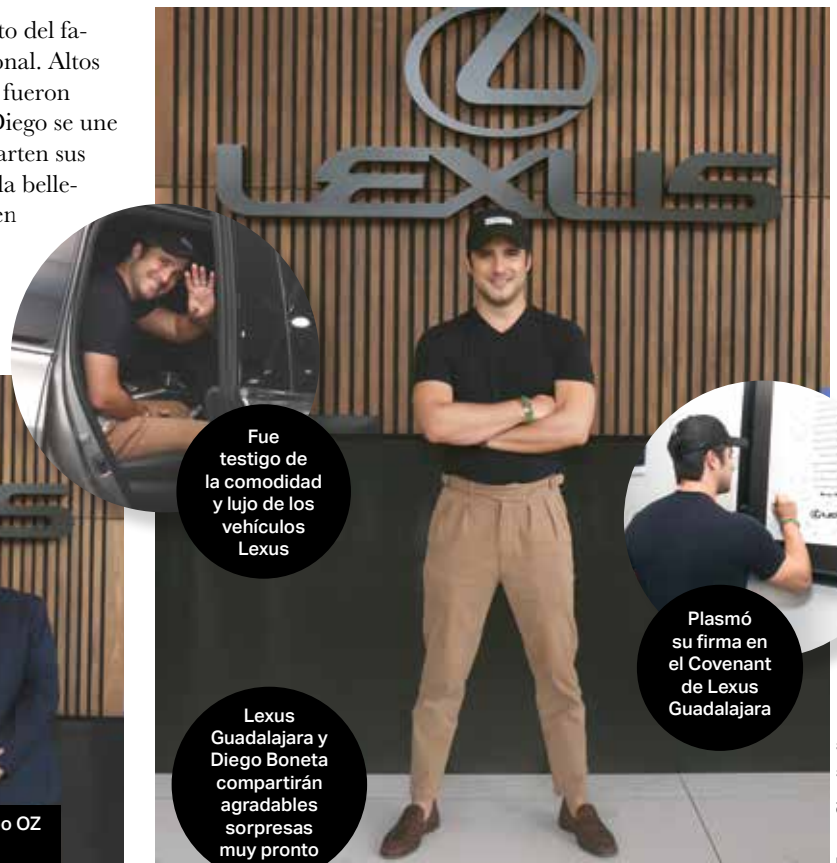 to del fa-
onal. Altos
fueron
Diego se une
arten sus
la belle-
en
LEXUS
Fue
testigo de
la comodidad
y lujo de los
vehículos
Lexus
Plasmó
su firma en
el Covenant
de Lexus
Guadalajara
Lexus
Guadalajara y
Diego Boneta
compartirán
agradables
sorpresas
muy pronto
S
o OZ